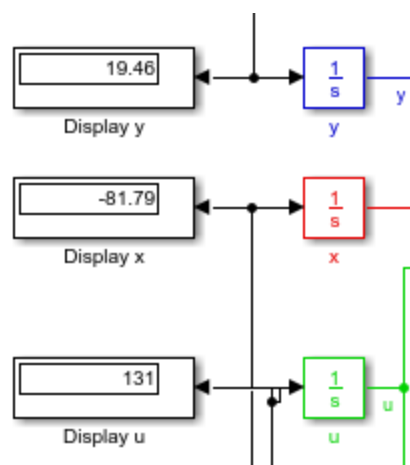 19.46
1
s
y
Display y
y
-81.79
1
s
Display x
x
131
1
s
u
Display u
u